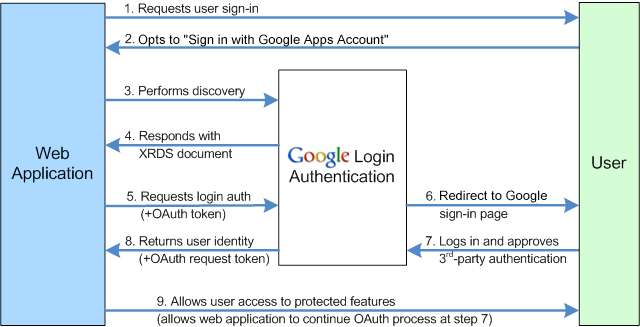 1. Requests user sign-in
2. Opts to "Sign in with Google Apps Account"
3. Performs discovery
4. Responds with
XRDS document
Web
Application
Google Login
Authentication
User
5. Requests login auth
(+OAuth token)
6. Redirect to Google
sign-in page
8. Returns user identity
(+OAuth request token)
7. Logs in and approves
3rd-party authentication
9. Allows user access to protected features
(allows web application to continue OAuth process at step 7)